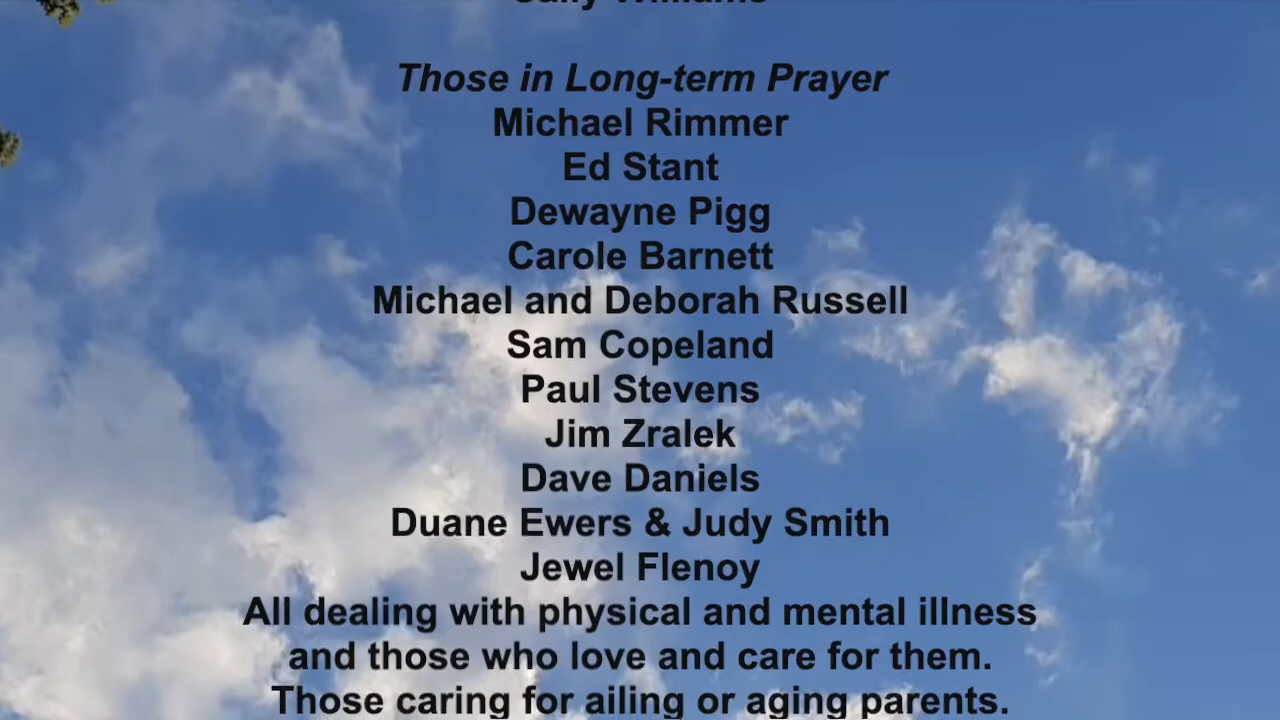 Those in Long-term Prayer
Michael Rimmer
Ed Stant
Dewayne Pigg
Carole Barnett
Michael and Deborah Russell
Sam Copeland
Paul Stevens
Jim Zralek
Dave Daniels
Duane Ewers & Judy Smith
Jewel Flenoy
All dealing with physical and mental illness
and those who love and care for them.
Those caring for ailing or aging parents.